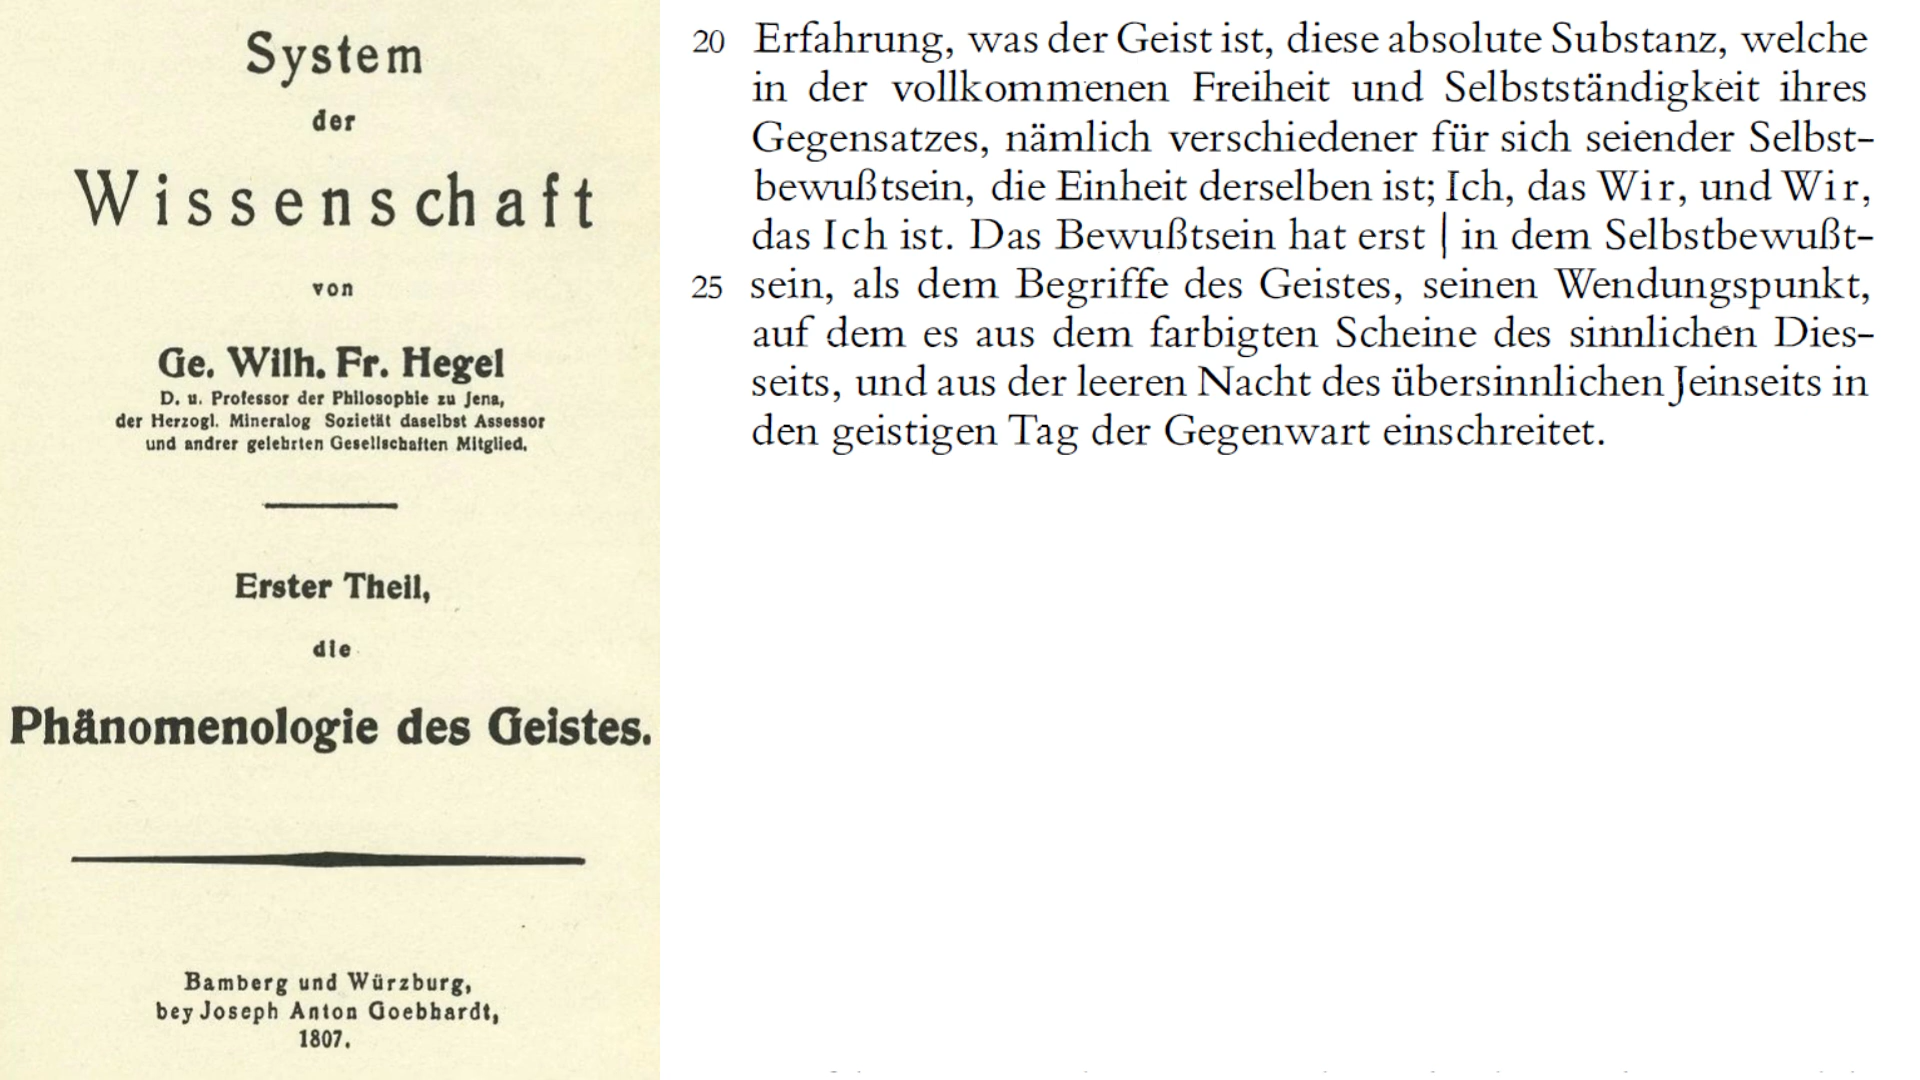 System
der
Wissenschaft
von
Ge. Wilh. Fr. Hegel
D. u. Professor der Philosophie zu Jena,
der Herzogl. Mineralog Sozietät daselbst Assessor
und andrer gelehrten Gesellschaften Mitglied.
Erster Theil,
die
Phänomenologie des Geistes.
Bamberg und Würzburg,
bey Joseph Anton Goebhardt,
1807.
20 Erfahrung, was der Geist ist, diese absolute Substanz, welche
in der vollkommenen Freiheit und Selbstständigkeit ihres
Gegensatzes, nämlich verschiedener für sich seiender Selbst-
bewußtsein, die Einheit derselben ist; Ich, das Wir, und Wir,
das Ich ist. Das Bewußtsein hat erst | in dem Selbstbewußt-
25 sein, als dem Begriffe des Geistes, seinen Wendungspunkt,
auf dem es aus dem farbigten Scheine des sinnlichen Dies-
seits, und aus der leeren Nacht des übersinnlichen Jeinseits in
den geistigen Tag der Gegenwart einschreitet.